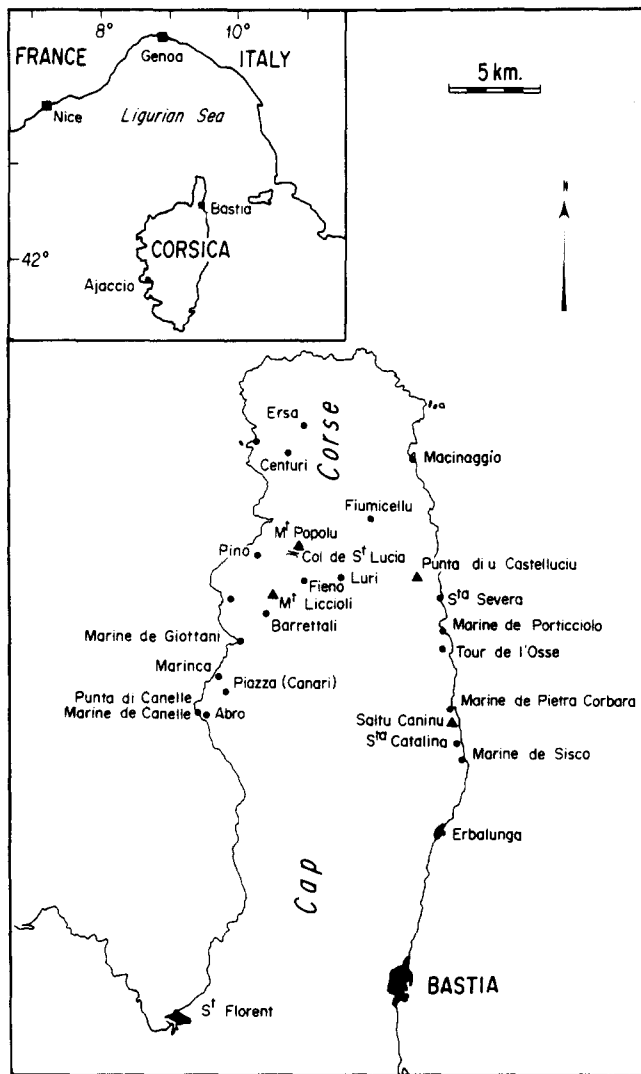 8° 10°
FRANCE ITALY
Genoa
Nice
Ligurian Sea
Bastia
CORSICA
42°
Ajaccio
5 km.
N
Ersa
Corse
Centuri
Macinaggio
Fiumicellu
Mt Popolu
Pino
Col de St Lucia
Punta di u Castelluciu
Fieno
Luri
Mt Liccioli
Sta Severa
Barrettali
Marine de Porticciolo
Marine de Giottani
Tour de l'Osse
Marinca
Piazza (Canari)
Punta di Canelle
Marine de Pietra Corbara
Marine de Canelle
Abro
Saltu Caninu
Sta Catalina
Marine de Sisco
Erbalunga
Cap
BASTIA
St Florent